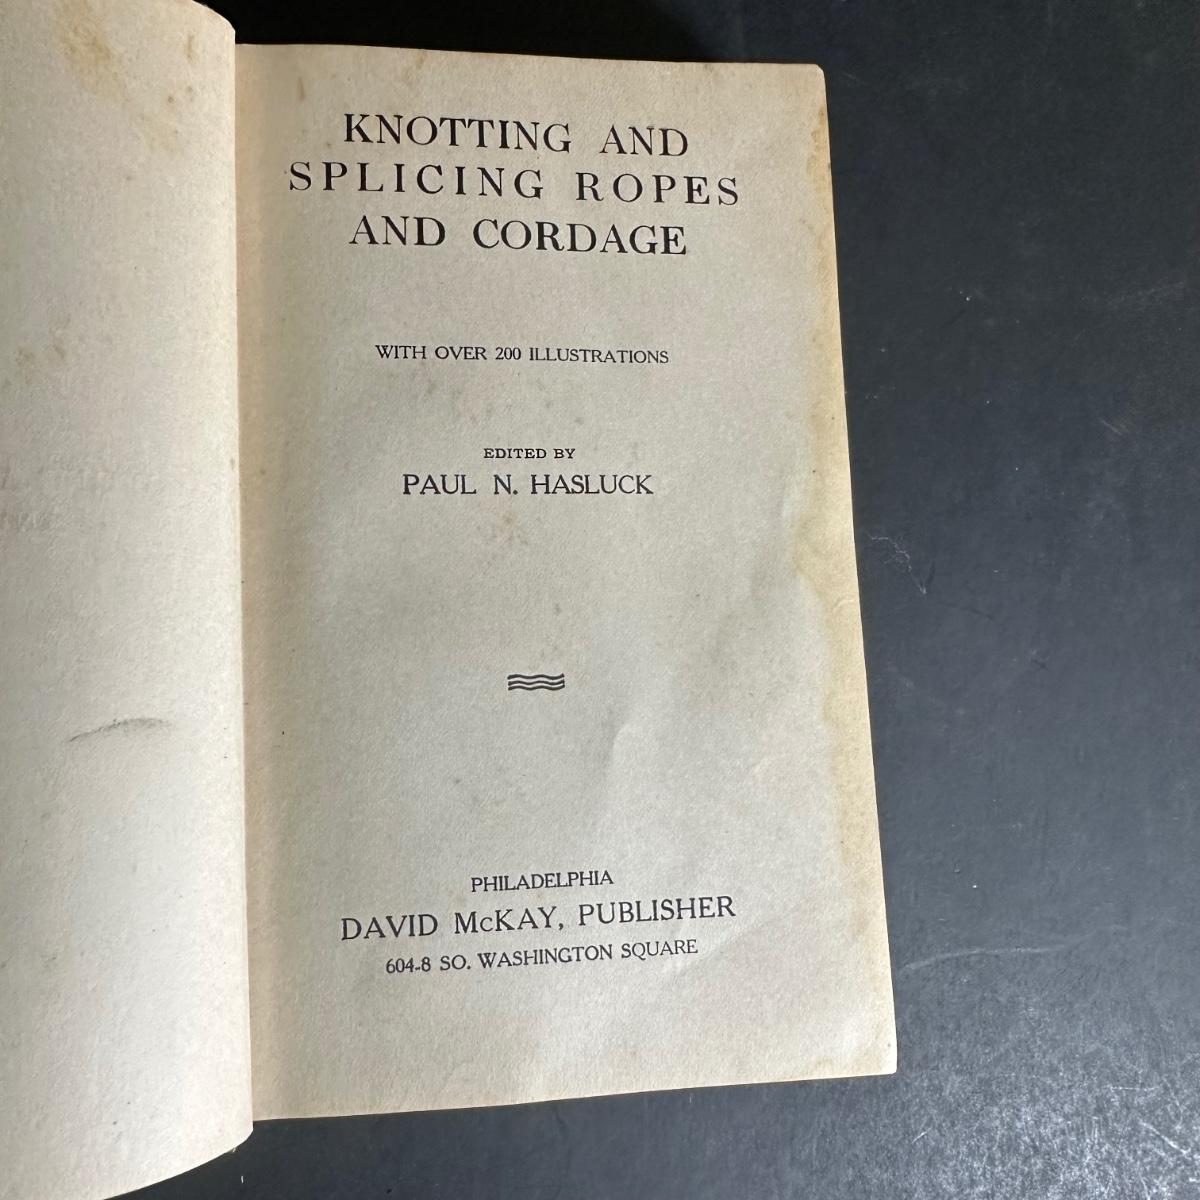 KNOTTING AND
SPLICING ROPES
AND CORDAGE
WITH OVER 200 ILLUSTRATIONS
EDITED BY
PAUL N. HASLUCK
PHILADELPHIA
DAVID McKAY, PUBLISHER
604-8 SO. WASHINGTON SQUARE